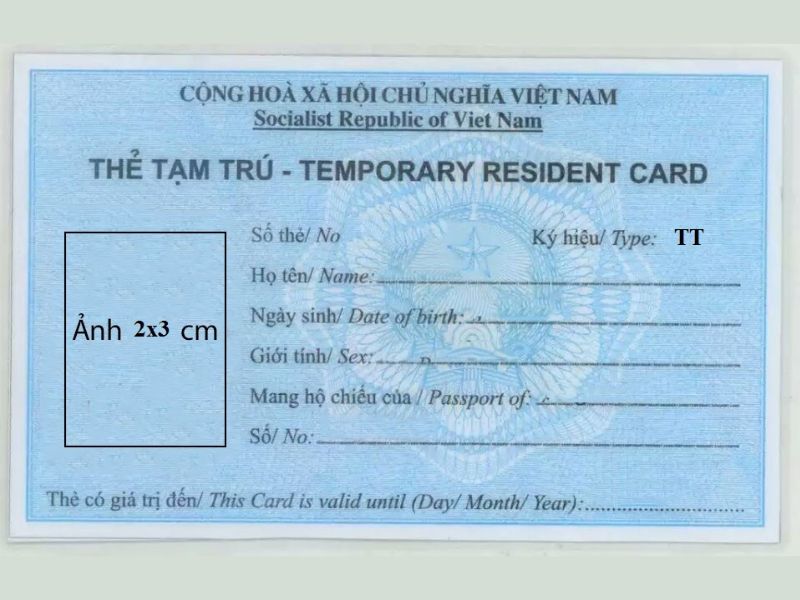 CỘNG HOÀ XÃ HỘI CHỦ NGHĨA VIỆT NAM
Socialist Republic of Viet Nam
THẺ TẠM TRÚ - TEMPORARY RESIDENT CARD
Số thẻ/ No
Ký hiệu/ Type: TT
Họ tên/ Name:
Ngày sinh/ Date of birth:
Giới tính/ Sex:
Mang hộ chiếu của / Passport of:
Số/ No:
Ảnh 2x3 cm
Thẻ có giá trị đến/ This Card is valid until (Day/ Month/ Year):